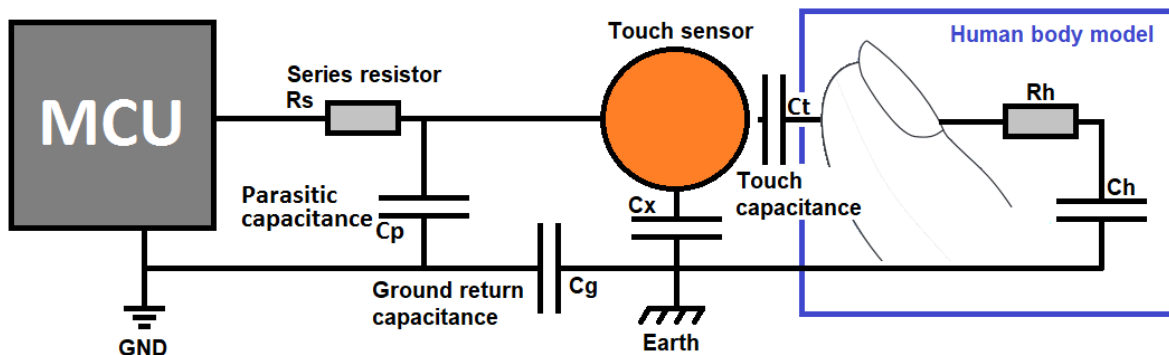 MCU
Series resistor
Rs
Parasitic
capacitance
Cp
GND
Ground return
capacitance
Cg
Touch sensor
Cx
Earth
Ct
Touch
capacitance
Human body model
Rh
Ch